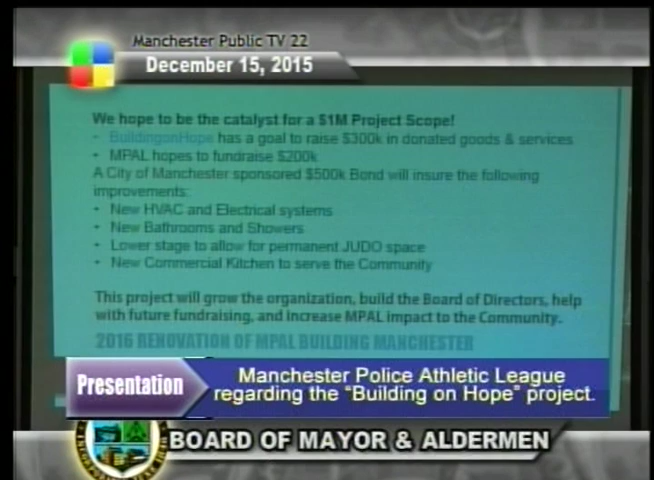 Manchester Public TV 22
December 15, 2015
We hope to be the catalyst for a $1M Project Scope!
- BuildingonHope has a goal to raise $300k in donated goods & services
• MPAL hopes to fundraise $200k
A City of Manchester sponsored $500k Bond will insure the following
improvements:
• New HVAC and Electrical systems
• New Bathrooms and Showers
• Lower stage to allow for permanent JUDO space
• New Commercial Kitchen to serve the Community
This project will grow the organization, build the Board of Directors, help
with future fundraising, and increase MPAL impact to the Community.
2016 RENOVATION OF MPAL BUILDING MANCHESTER
Presentation
Manchester Police Athletic League
regarding the "Building on Hope" project.
BOARD OF MAYOR & ALDERMEN